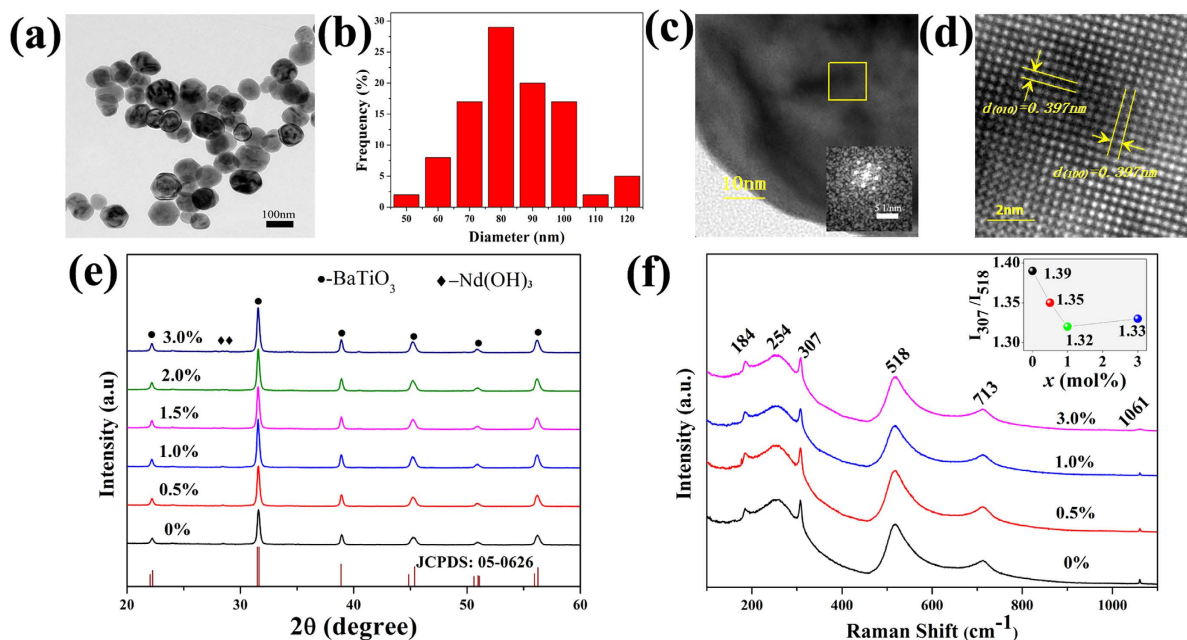 (a)
100nm
(b)
Frequency (%)
30
25
20
15
10
5
0
50 60 70 80 90 100 110 120
Diameter (nm)
(c)
10nm
5 1/nm
(d)
d(010)=0.397nm
d(100)=0.397nm
2nm
(e)
●-BaTiO3 ♦–Nd(OH)3
3.0%
2.0%
1.5%
1.0%
0.5%
0%
JCPDS: 05-0626
Intensity (a.u)
20 30 40 50 60
2θ (degree)
(f)
I307/I518
1.40
1.35
1.30
1.39
1.35
1.32
1.33
0 1 2 3
x (mol%)
184 254 307 518 713 1061
3.0%
1.0%
0.5%
0%
Intensity (a.u.)
200 400 600 800 1000
Raman Shift (cm-1)